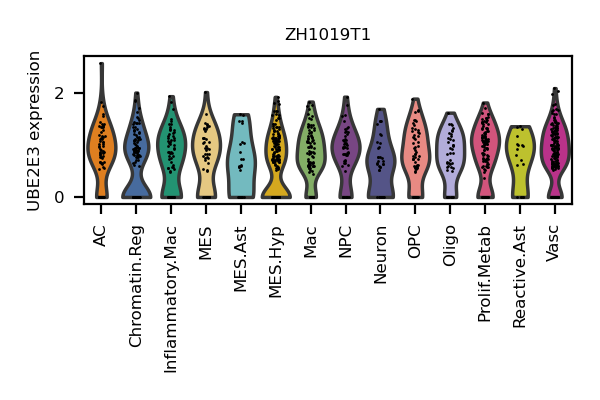 ZH1019T1
UBE2E3 expression
2
0
AC
Chromatin.Reg
Inflammatory.Mac
MES
MES.Ast
MES.Hyp
Mac
NPC
Neuron
OPC
Oligo
Prolif.Metab
Reactive.Ast
Vasc